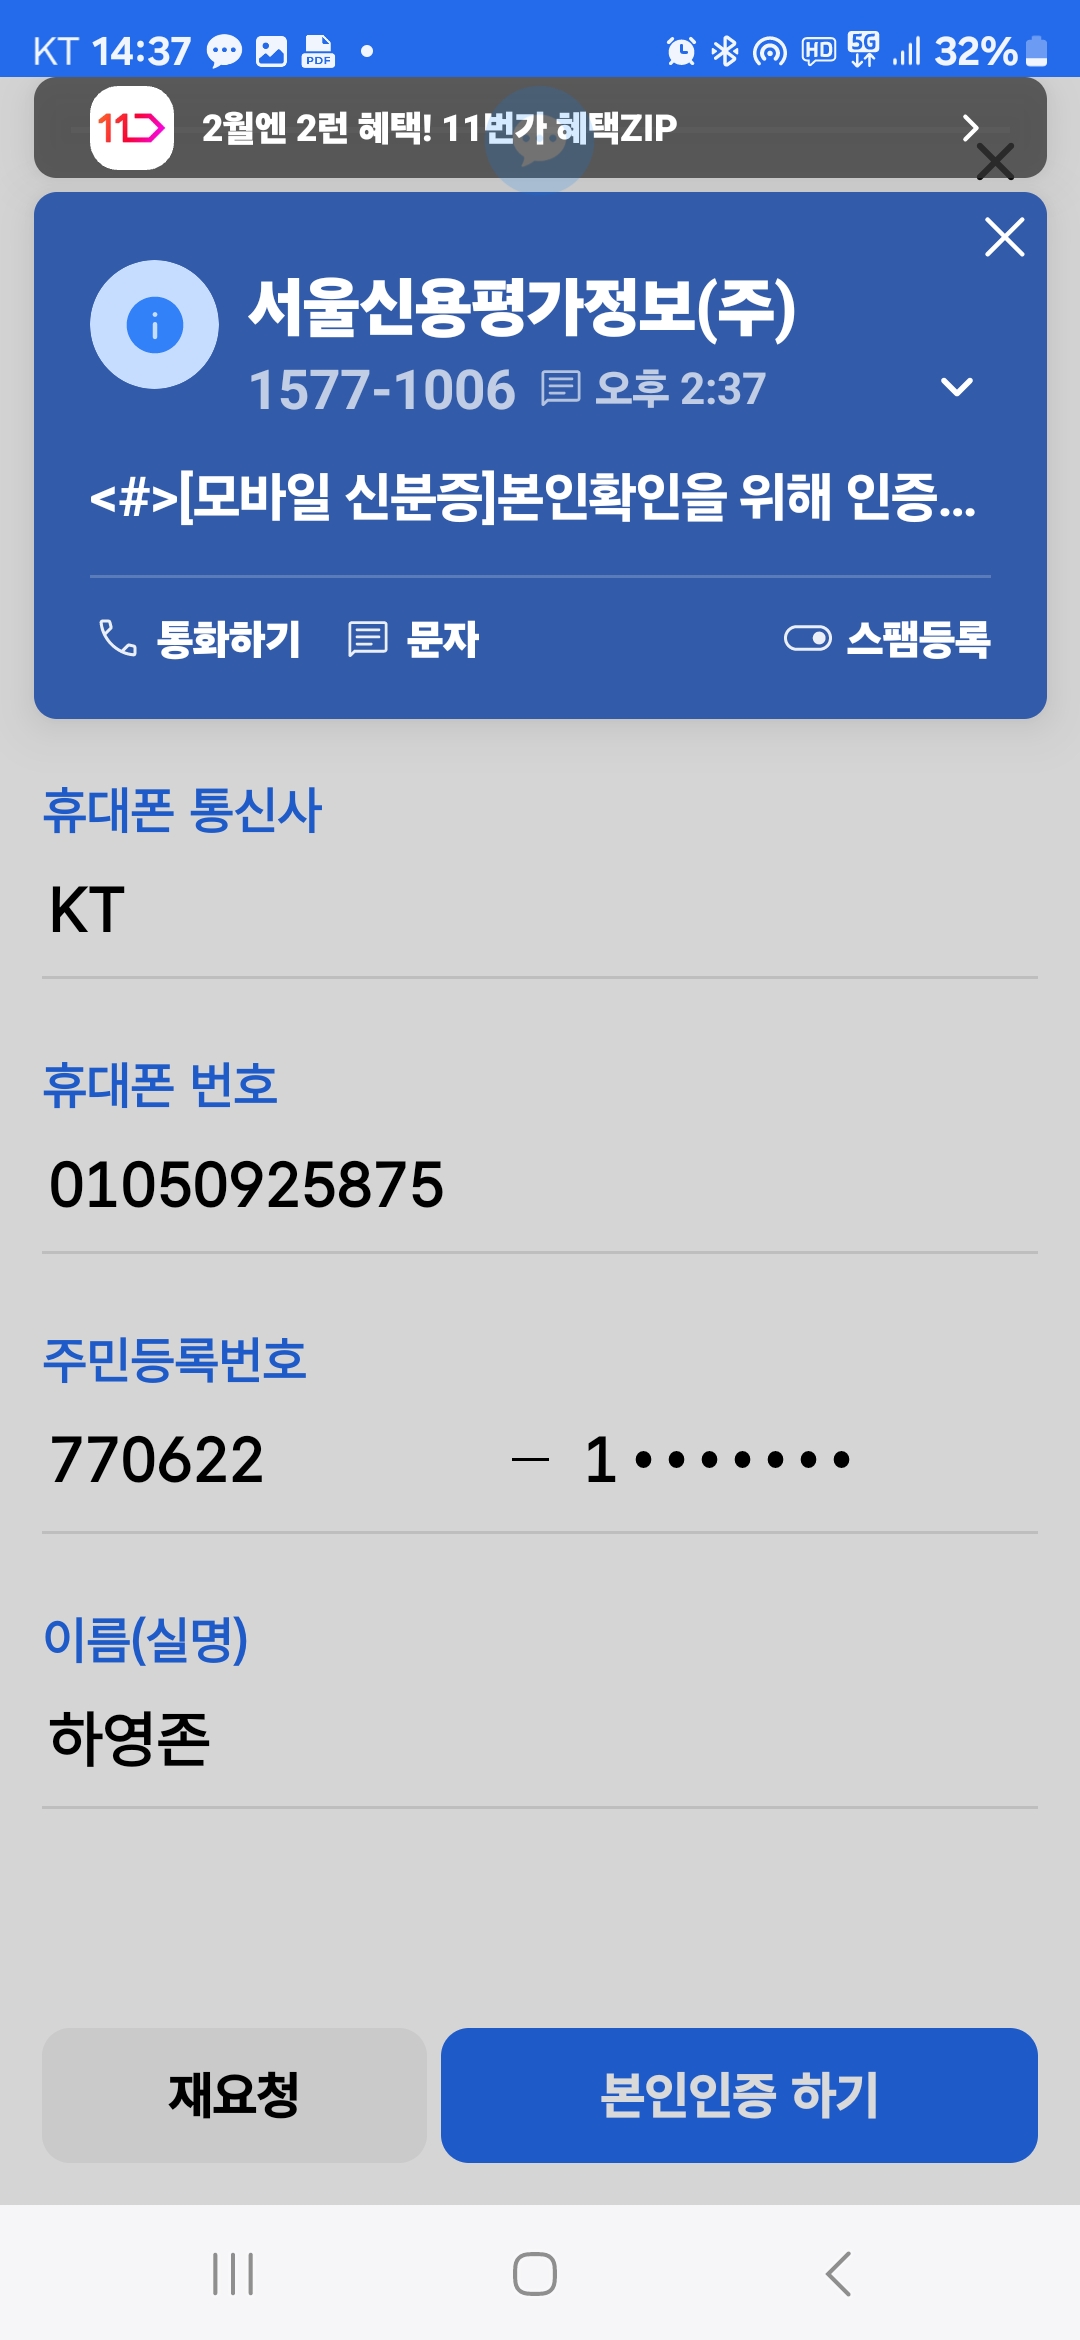 KT 14:37 PDF HD 5G 32%
11 2월엔 2런 혜택! 11번가 혜택ZIP
서울신용평가정보(주)
1577-1006 오후 2:37
<#>[모바일 신분증]본인확인을 위해 인증...
통화하기 문자 스팸등록
휴대폰 통신사
KT
휴대폰 번호
01050925875
주민등록번호
770622 – 1•••••••
이름(실명)
하영존
재요청 본인인증 하기